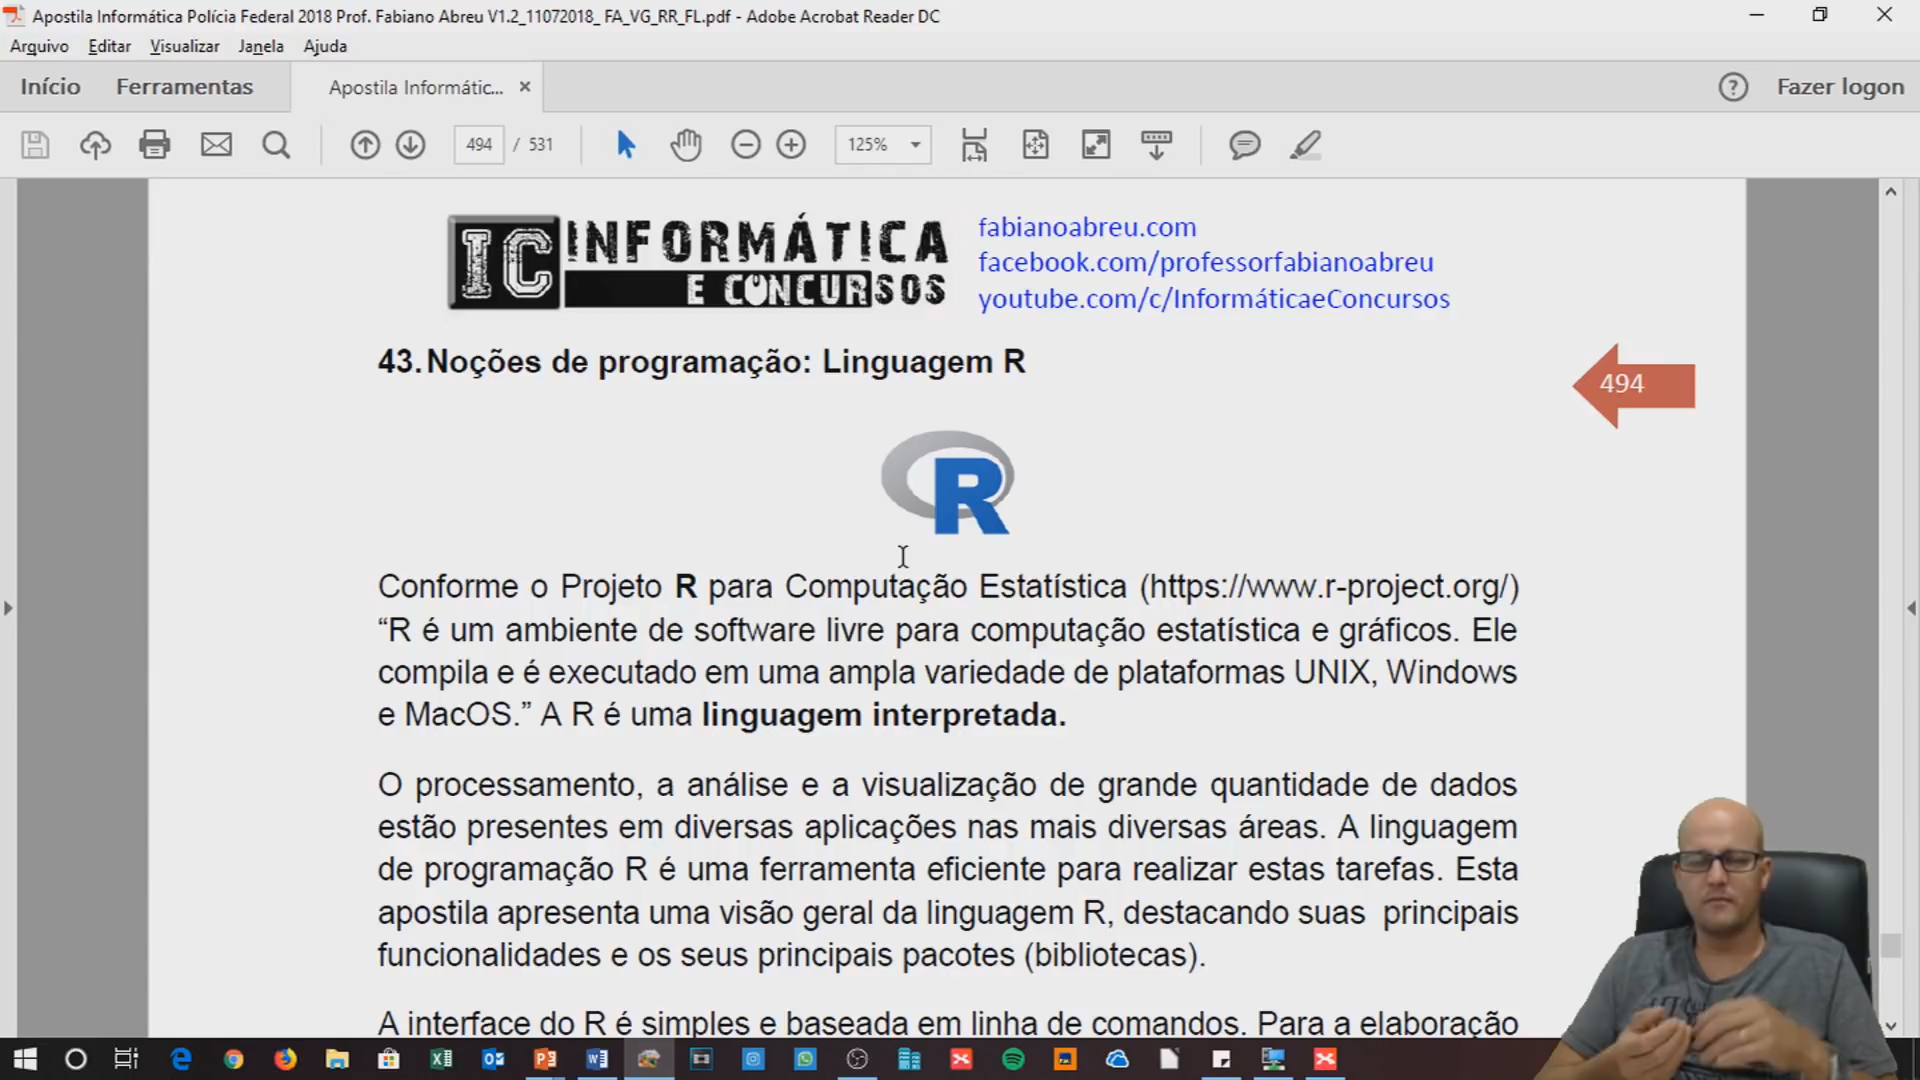 Apostila Informática Polícia Federal 2018 Prof. Fabiano Abreu V1.2_11072018_ FA_VG_RR_FL.pdf - Adobe Acrobat Reader DC
Arquivo Editar Visualizar Janela Ajuda
Início Ferramentas Apostila Informátic... × ? Fazer logon
494 / 531 125%
IC INFORMÁTICA
E CONCURSOS
fabianoabreu.com
facebook.com/professorfabianoabreu
youtube.com/c/InformáticaeConcursos
43. Noções de programação: Linguagem R
494
R
Conforme o Projeto R para Computação Estatística (https://www.r-project.org/)
“R é um ambiente de software livre para computação estatística e gráficos. Ele
compila e é executado em uma ampla variedade de plataformas UNIX, Windows
e MacOS.” A R é uma linguagem interpretada.
O processamento, a análise e a visualização de grande quantidade de dados
estão presentes em diversas aplicações nas mais diversas áreas. A linguagem
de programação R é uma ferramenta eficiente para realizar estas tarefas. Esta
apostila apresenta uma visão geral da linguagem R, destacando suas principais
funcionalidades e os seus principais pacotes (bibliotecas).
A interface do R é simples e baseada em linha de comandos. Para a elaboração